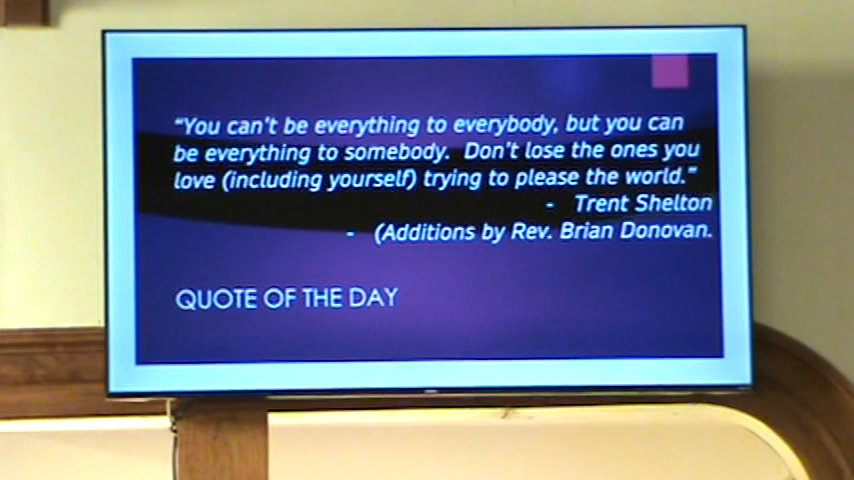 "You can't be everything to everybody, but you can
be everything to somebody. Don't lose the ones you
love (including yourself) trying to please the world."
- Trent Shelton
- (Additions by Rev. Brian Donovan.
QUOTE OF THE DAY